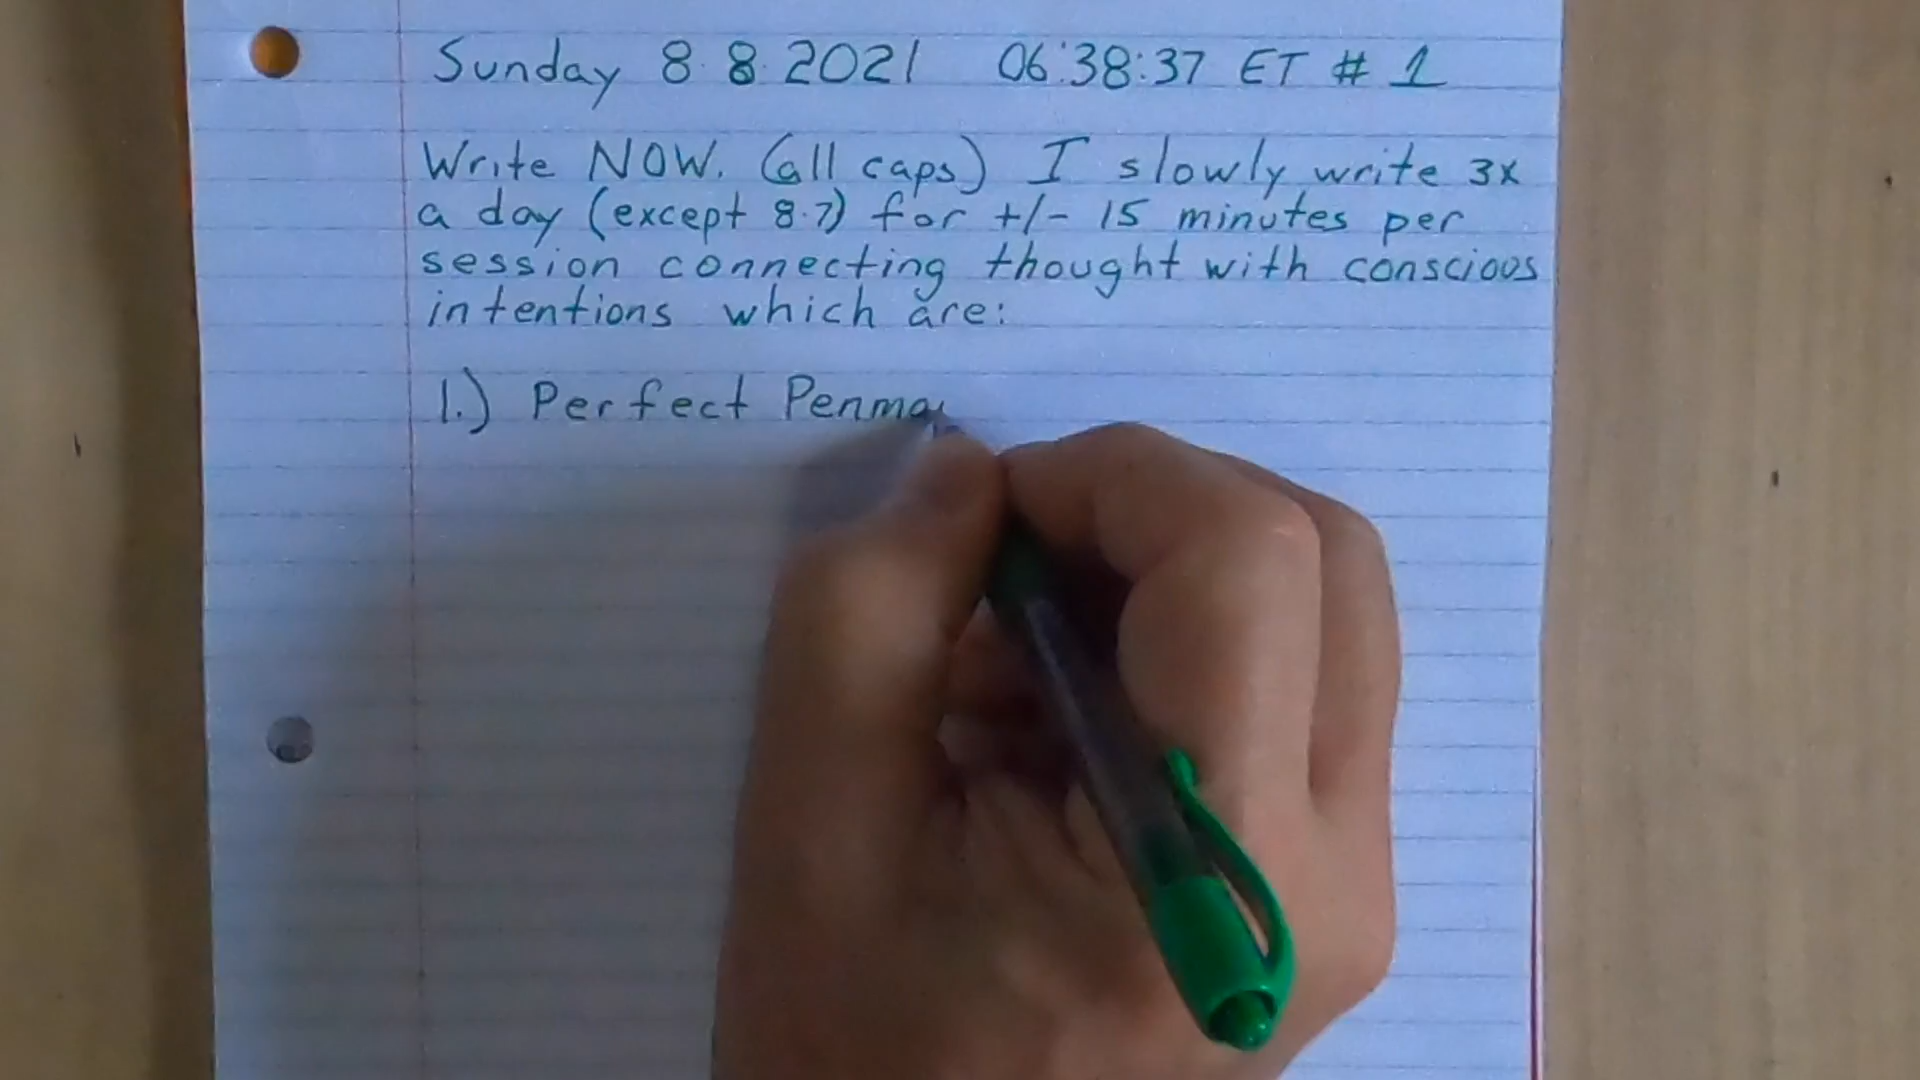 Sunday 8.8.2021 06:38:37 ET # 1
Write NOW. (all caps) I slowly write 3x
a day (except 8.7) for +/- 15 minutes per
session connecting thought with conscious
intentions which are:
1.) Perfect Penma